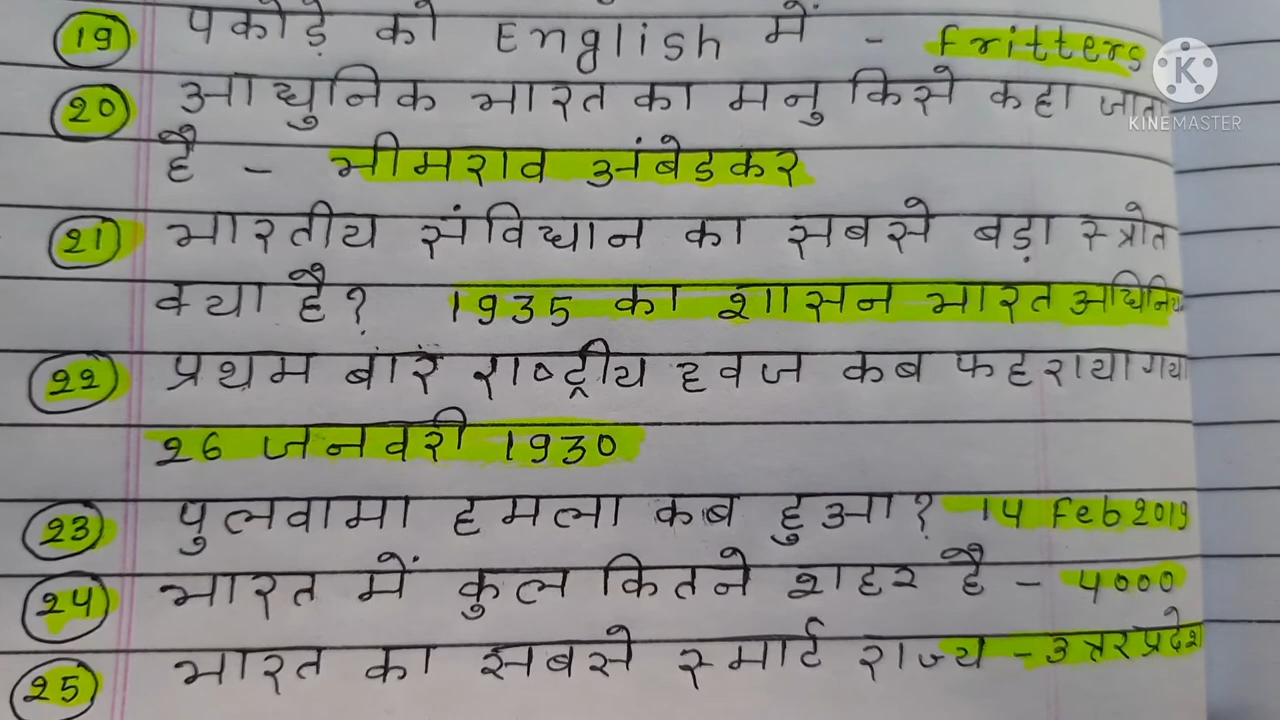 19 पकोड़े को English में - fritters
20 आधुनिक भारत का मनु किसे कहा जाता
है - भीमराव अंबेडकर
21 भारतीय संविधान का सबसे बड़ा स्त्रोत
क्या है? 1935 का शासन भारत अधिनिय
22 प्रथम बार राष्ट्रीय ध्वज कब फहराया गया
26 जनवरी 1930
23 पुलवामा हमला कब हुआ? 14 Feb 2019
24 भारत में कुल कितने शहर है - 4000
25 भारत का सबसे स्मार्ट राज्य - उत्तरप्रदेश
K
KINEMASTER